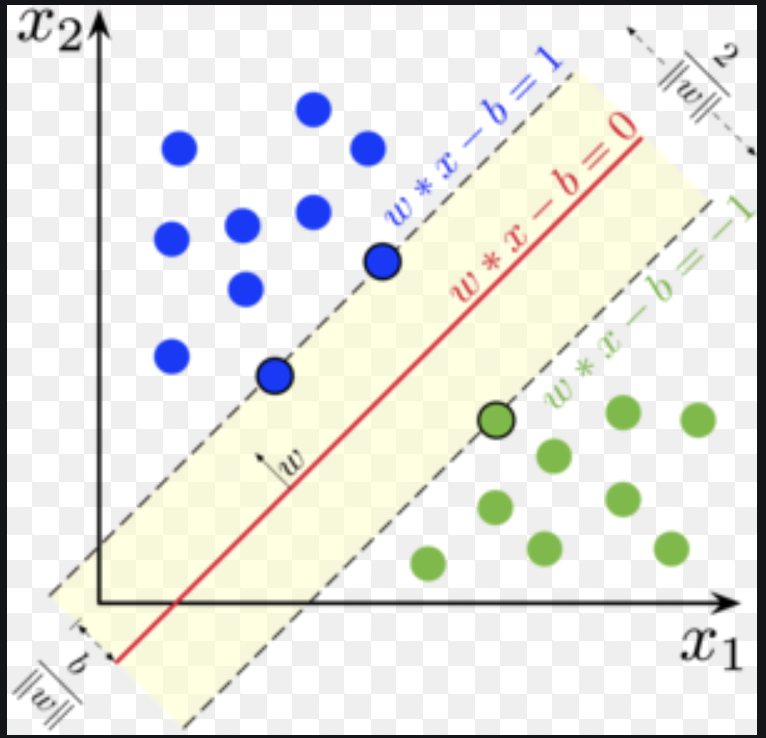 x₂
w * x − b = 1
2
‖w‖
w * x − b = 0
w * x − b = −1
w
b
‖w‖
x₁